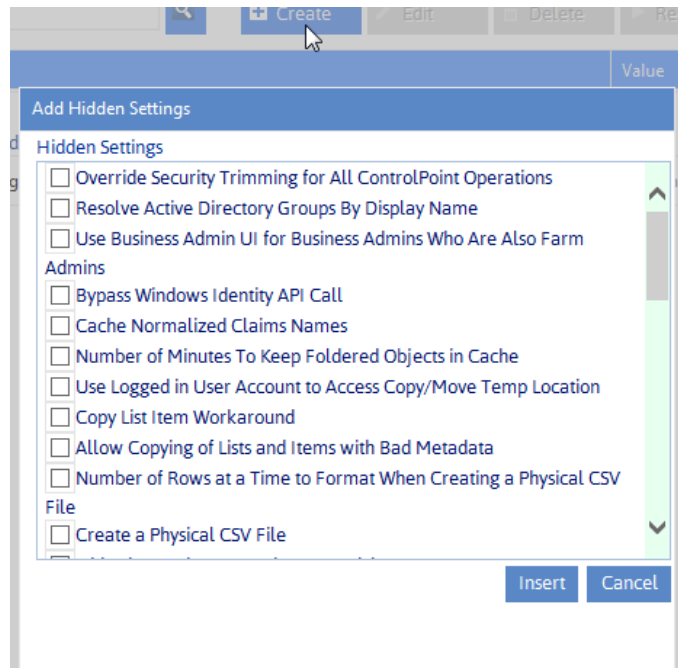 Create Edit Delete Re
Value
Add Hidden Settings
Hidden Settings
Override Security Trimming for All ControlPoint Operations
Resolve Active Directory Groups By Display Name
Use Business Admin UI for Business Admins Who Are Also Farm
Admins
Bypass Windows Identity API Call
Cache Normalized Claims Names
Number of Minutes To Keep Foldered Objects in Cache
Use Logged in User Account to Access Copy/Move Temp Location
Copy List Item Workaround
Allow Copying of Lists and Items with Bad Metadata
Number of Rows at a Time to Format When Creating a Physical CSV
File
Create a Physical CSV File
Insert Cancel